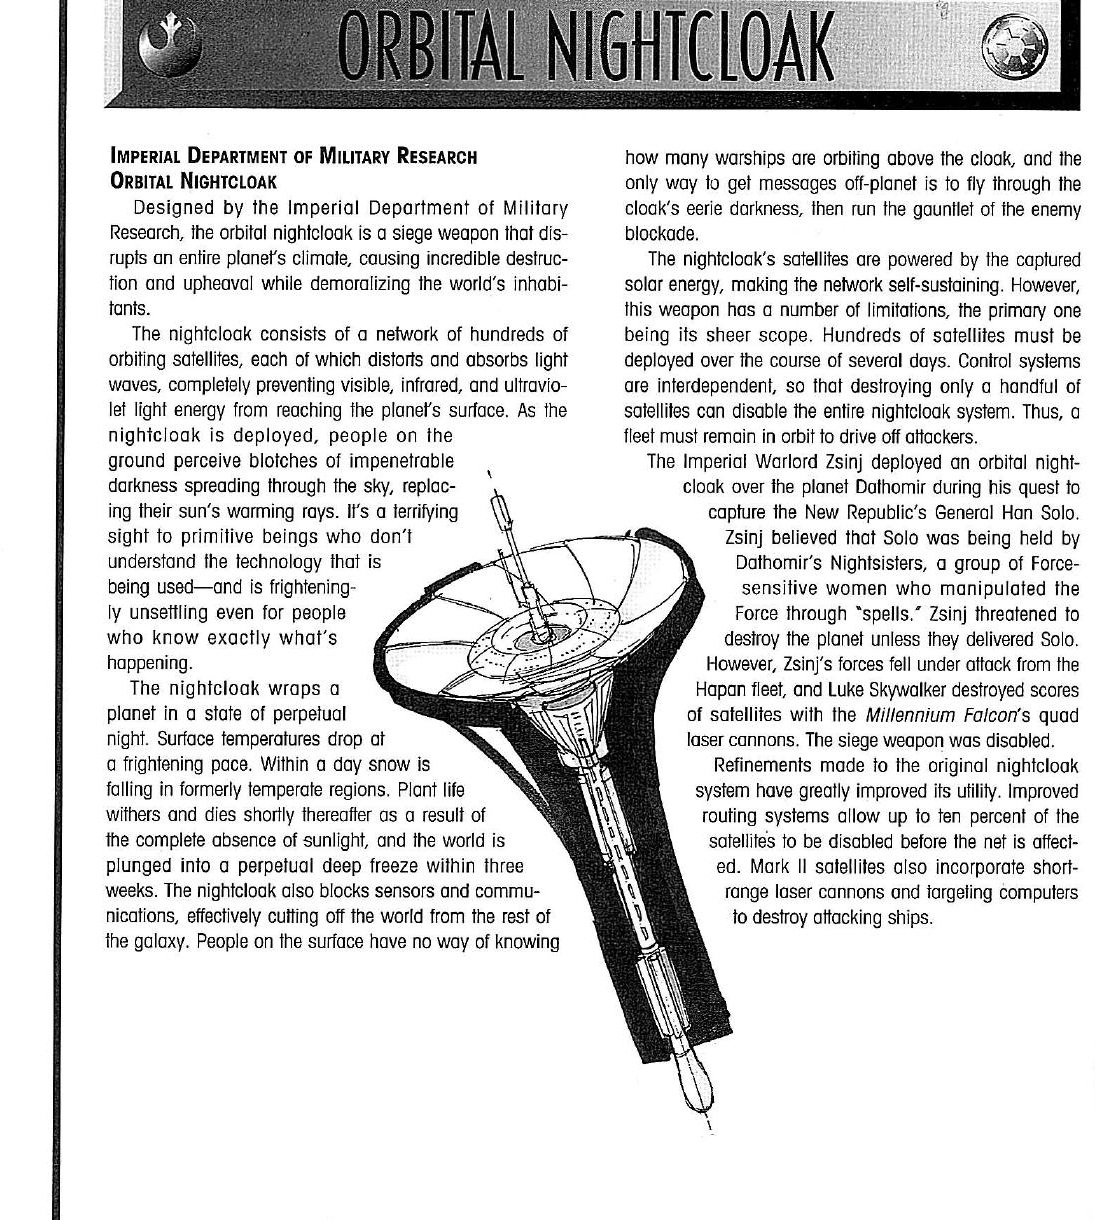 ORBITAL NIGHTCLOAK
IMPERIAL DEPARTMENT OF MILITARY RESEARCH
ORBITAL NIGHTCLOAK
Designed by the Imperial Department of Military
Research, the orbital nightcloak is a siege weapon that dis-
rupts an entire planet's climate, causing incredible destruc-
tion and upheaval while demoralizing the world's inhabi-
tants.
The nightcloak consists of a network of hundreds of
orbiting satellites, each of which distorts and absorbs light
waves, completely preventing visible, infrared, and ultravio-
let light energy from reaching the planet's surface. As the
nightcloak is deployed, people on the
ground perceive blotches of impenetrable
darkness spreading through the sky, replac-
ing their sun's warming rays. It's a terrifying
sight to primitive beings who don't
understand the technology that is
being used—and is frightening-
ly unsettling even for people
who know exactly what's
happening.
The nightcloak wraps a
planet in a state of perpetual
night. Surface temperatures drop at
a frightening pace. Within a day snow is
falling in formerly temperate regions. Plant life
withers and dies shortly thereafter as a result of
the complete absence of sunlight, and the world is
plunged into a perpetual deep freeze within three
weeks. The nightcloak also blocks sensors and commu-
nications, effectively cutting off the world from the rest of
the galaxy. People on the surface have no way of knowing
how many warships are orbiting above the cloak, and the
only way to get messages off-planet is to fly through the
cloak's eerie darkness, then run the gauntlet of the enemy
blockade.
The nightcloak's satellites are powered by the captured
solar energy, making the network self-sustaining. However,
this weapon has a number of limitations, the primary one
being its sheer scope. Hundreds of satellites must be
deployed over the course of several days. Control systems
are interdependent, so that destroying only a handful of
satellites can disable the entire nightcloak system. Thus, a
fleet must remain in orbit to drive off attackers.
The Imperial Warlord Zsinj deployed an orbital night-
cloak over the planet Dathomir during his quest to
capture the New Republic's General Han Solo.
Zsinj believed that Solo was being held by
Dathomir's Nightsisters, a group of Force-
sensitive women who manipulated the
Force through "spells." Zsinj threatened to
destroy the planet unless they delivered Solo.
However, Zsinj's forces fell under attack from the
Hapan fleet, and Luke Skywalker destroyed scores
of satellites with the Millennium Falcon's quad
laser cannons. The siege weapon was disabled.
Refinements made to the original nightcloak
system have greatly improved its utility. Improved
routing systems allow up to ten percent of the
satellites to be disabled before the net is affect-
ed. Mark II satellites also incorporate short-
range laser cannons and targeting computers
to destroy attacking ships.